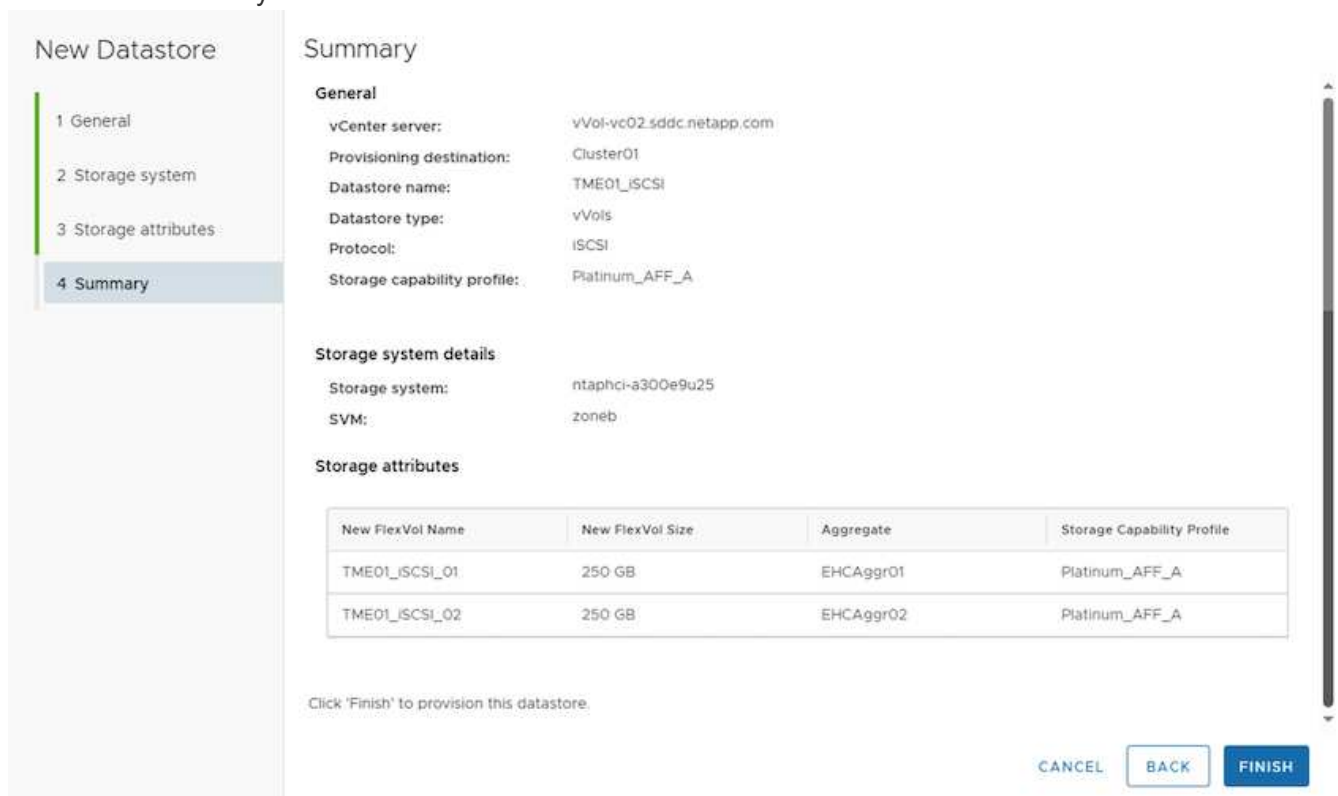 New Datastore
1 General
2 Storage system
3 Storage attributes
4 Summary
Summary
General
vCenter server: vVol-vc02.sddc.netapp.com
Provisioning destination: Cluster01
Datastore name: TME01_iSCSI
Datastore type: vVols
Protocol: iSCSI
Storage capability profile: Platinum_AFF_A
Storage system details
Storage system: ntaphci-a300e9u25
SVM: zoneb
Storage attributes
New FlexVol Name New FlexVol Size Aggregate Storage Capability Profile
TME01_iSCSI_01 250 GB EHCAggr01 Platinum_AFF_A
TME01_iSCSI_02 250 GB EHCAggr02 Platinum_AFF_A
Click 'Finish' to provision this datastore.
CANCEL BACK FINISH